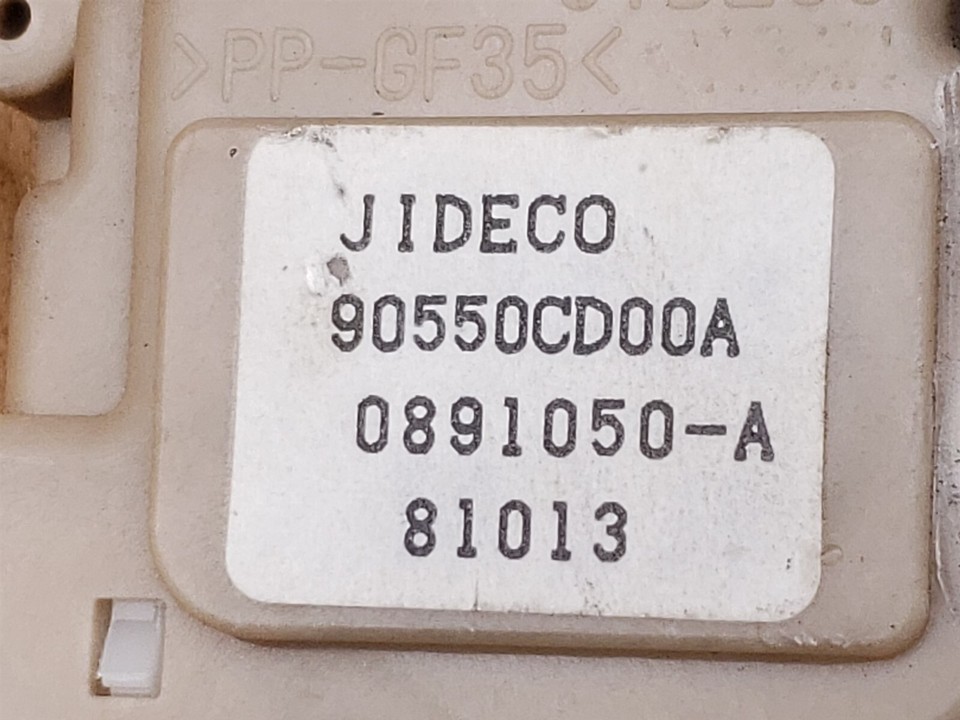 >PP-GF35<
JIDECO
90550CD00A
0891050-A
81013